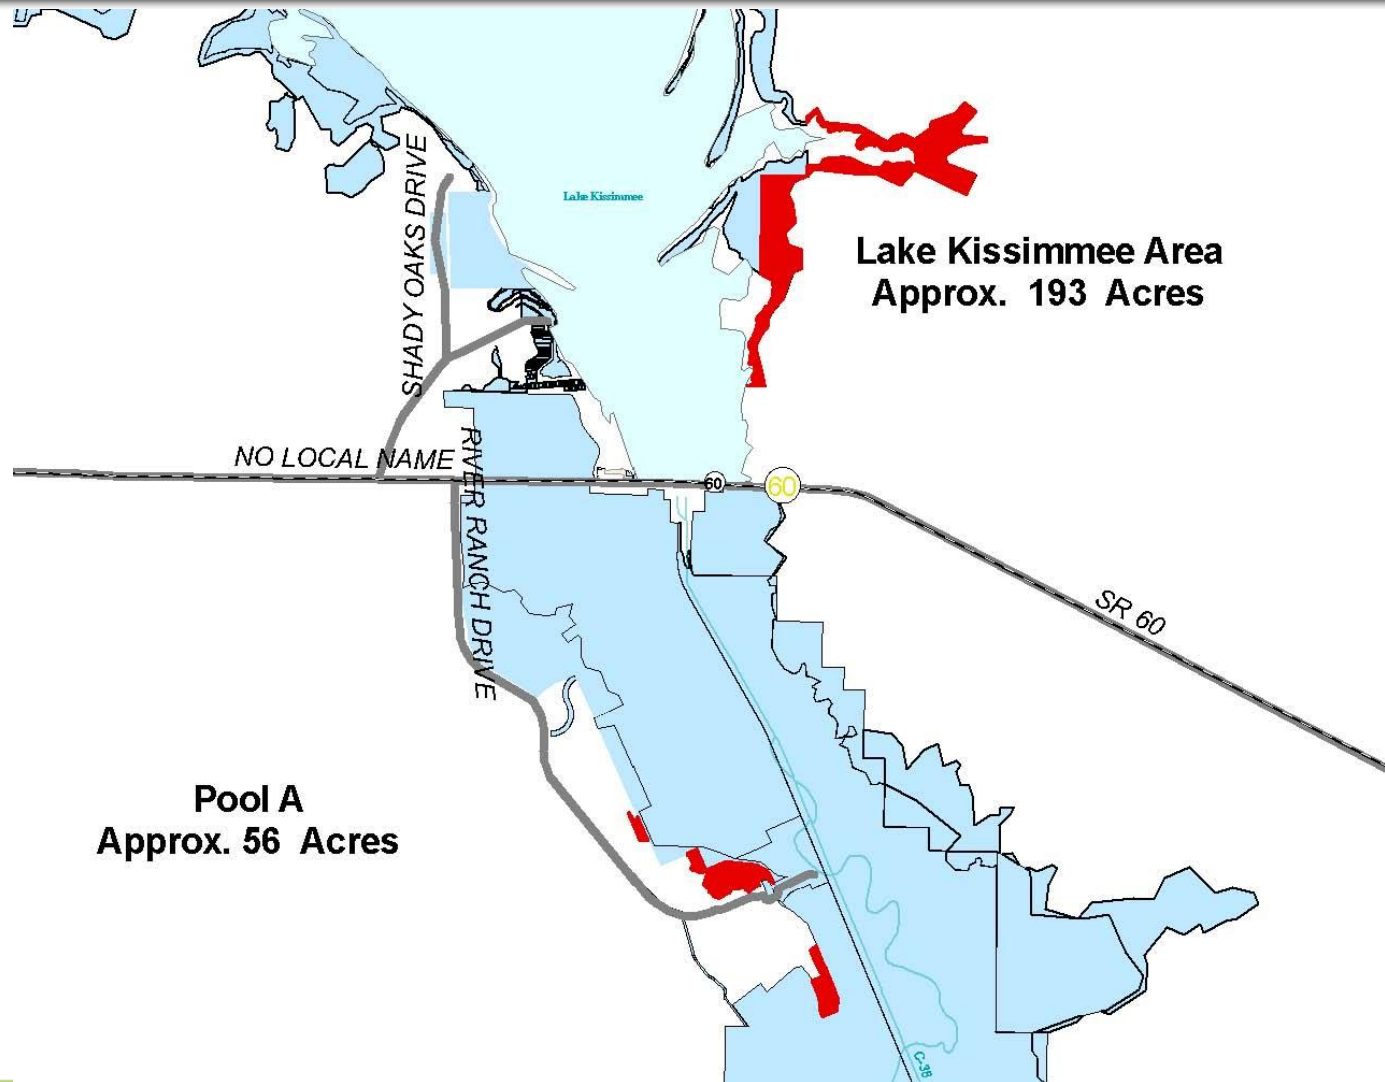 Lake Kissimmee
SHADY OAKS DRIVE
Lake Kissimmee Area
Approx. 193 Acres
NO LOCAL NAME
RIVER RANCH DRIVE
60
60
SR 60
Pool A
Approx. 56 Acres
C-38